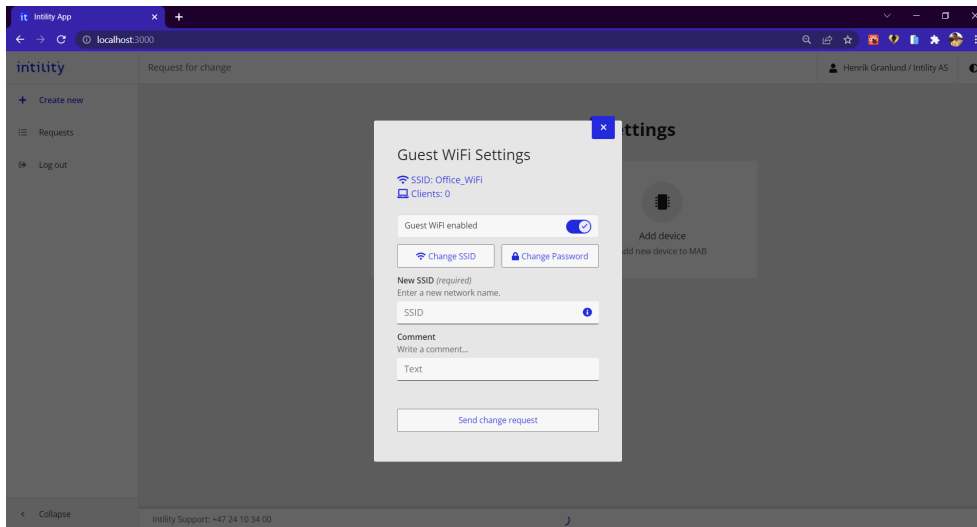 it Intility App
localhost:3000
intility
Request for change
Henrik Granlund / Intility AS
Create new
Requests
Log out
ttings
Guest WiFi Settings
SSID: Office_WiFi
Clients: 0
Guest WiFI enabled
Change SSID
Change Password
New SSID (required)
Enter a new network name.
SSID
Comment
Write a comment...
Text
Send change request
Add device
dd new device to MAB
Collapse
Intility Support: +47 24 10 34 00